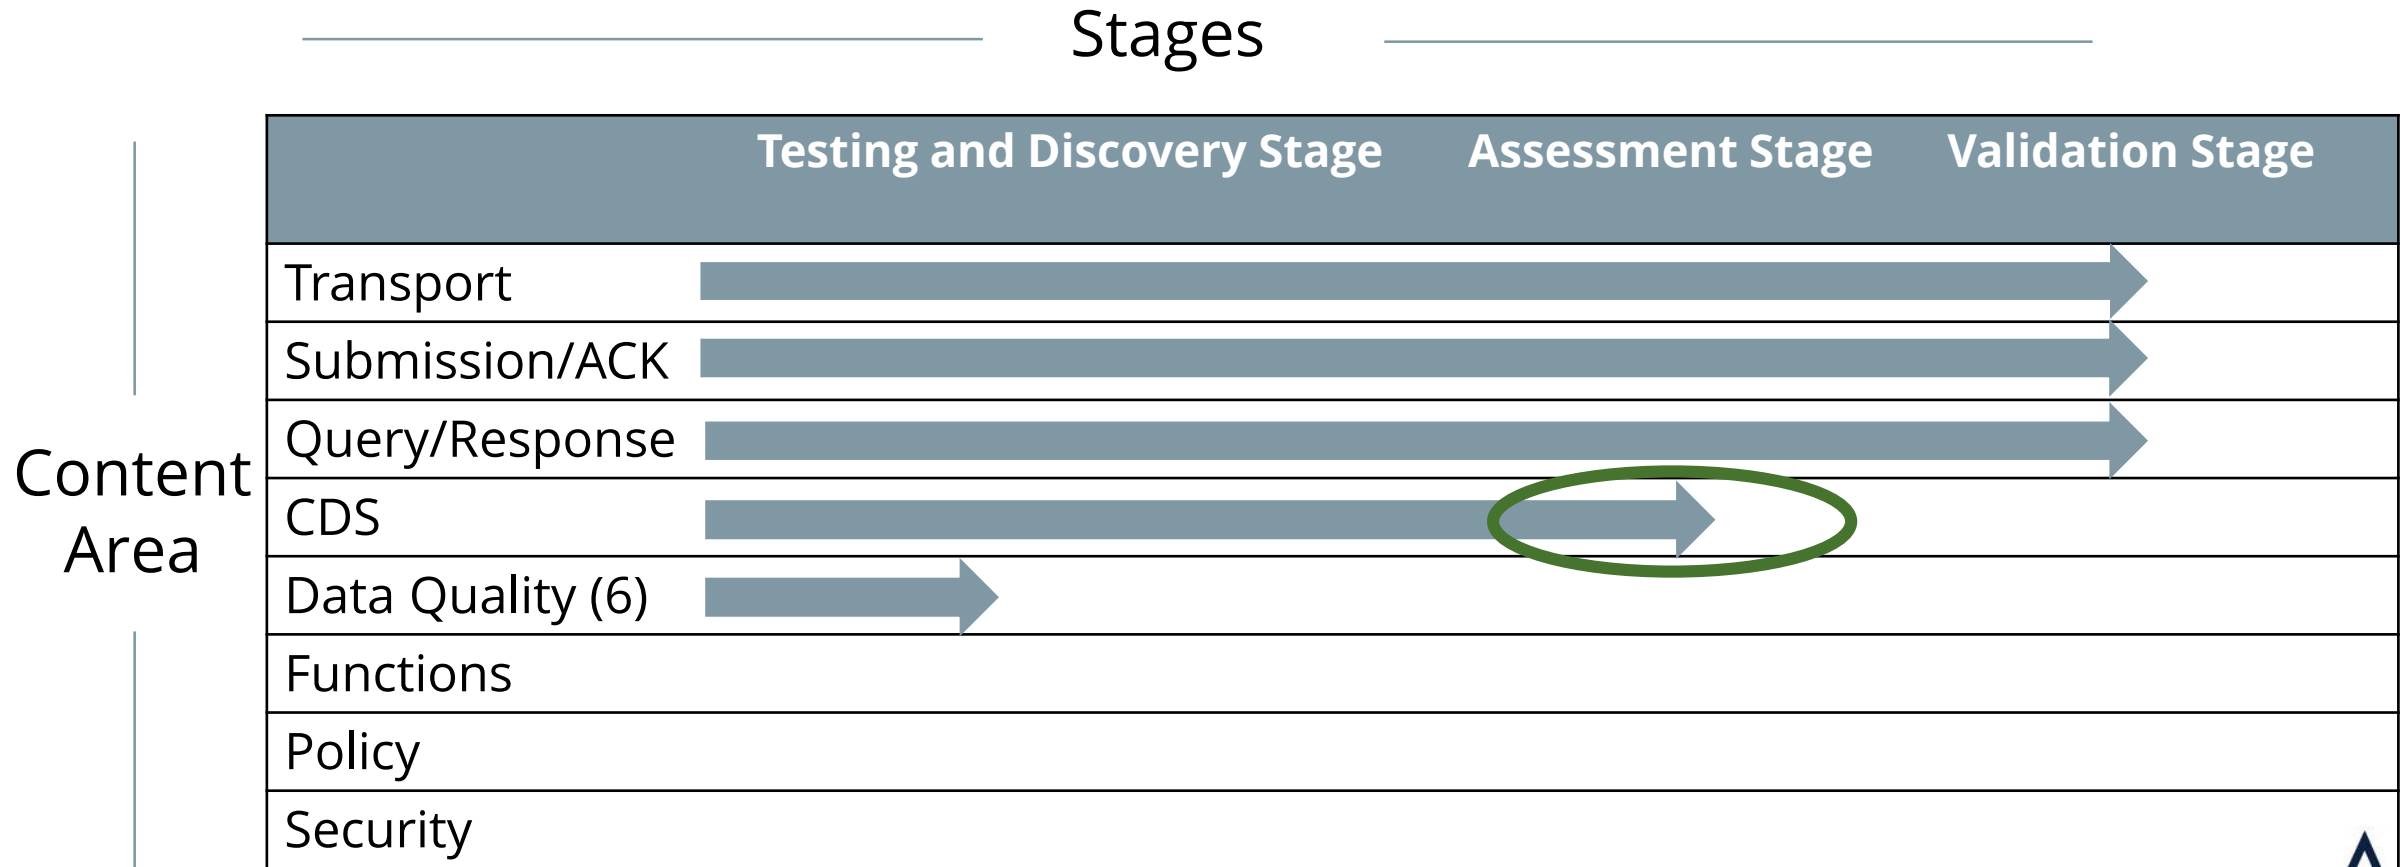 Stages
Testing and Discovery Stage Assessment Stage Validation Stage
Transport
Submission/ACK
Query/Response
Content
Area
CDS
Data Quality (6)
Functions
Policy
Security